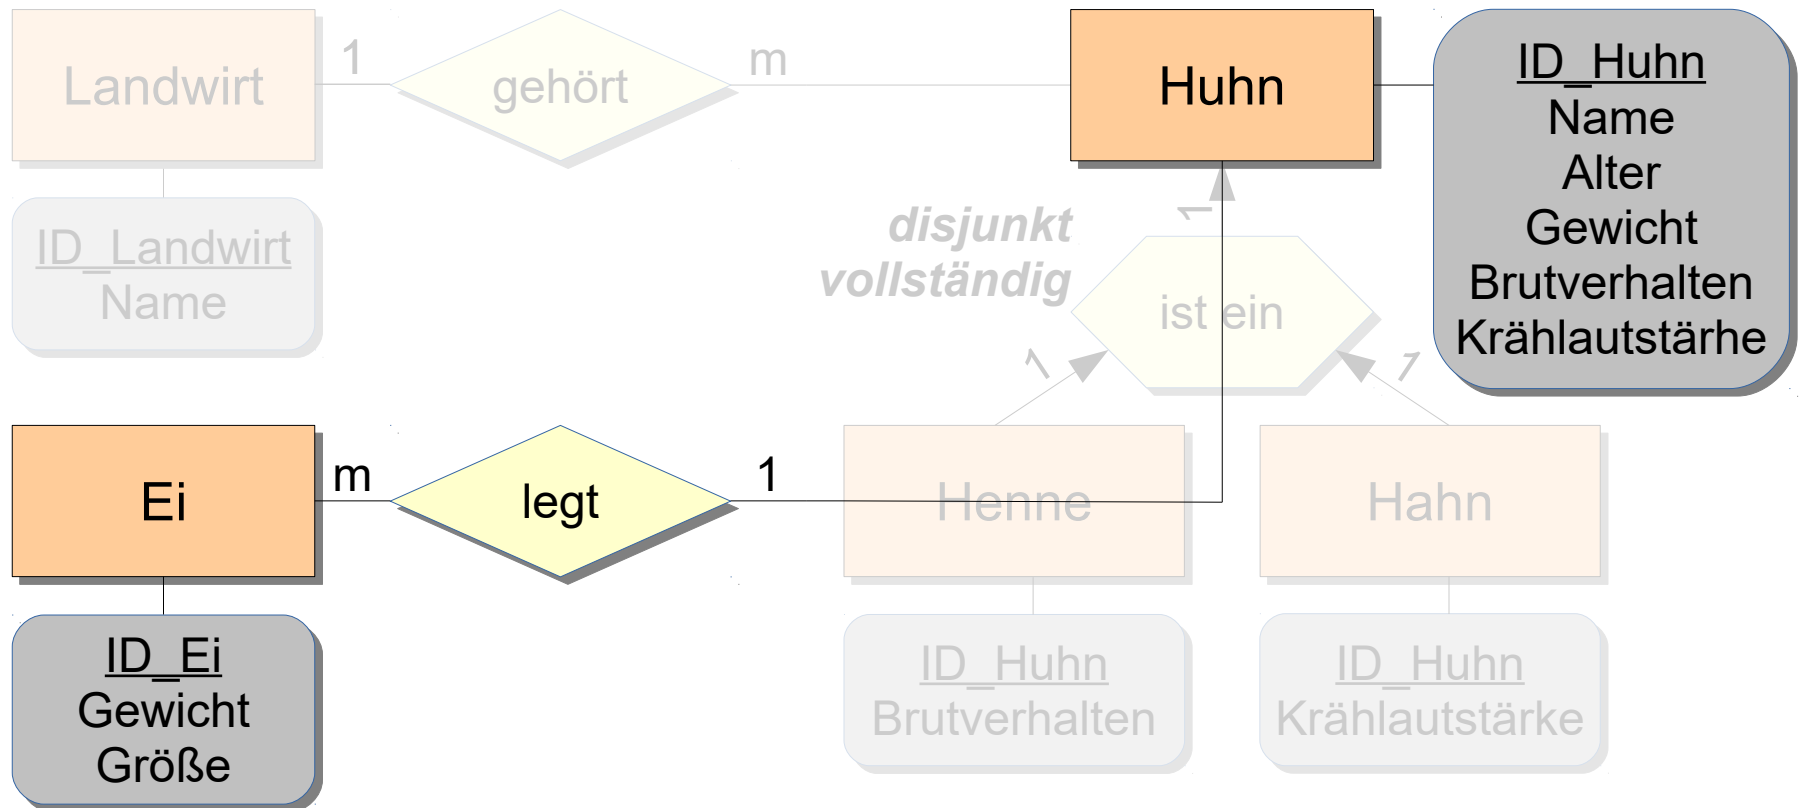 Landwirt
1
gehört
m
Huhn
ID_Huhn
Name
Alter
Gewicht
Brutverhalten
Krählautstärhe
ID_Landwirt
Name
disjunkt
vollständig
1
ist ein
1
1
Ei
m
legt
1
Henne
Hahn
ID_Ei
Gewicht
Größe
ID_Huhn
Brutverhalten
ID_Huhn
Krählautstärke